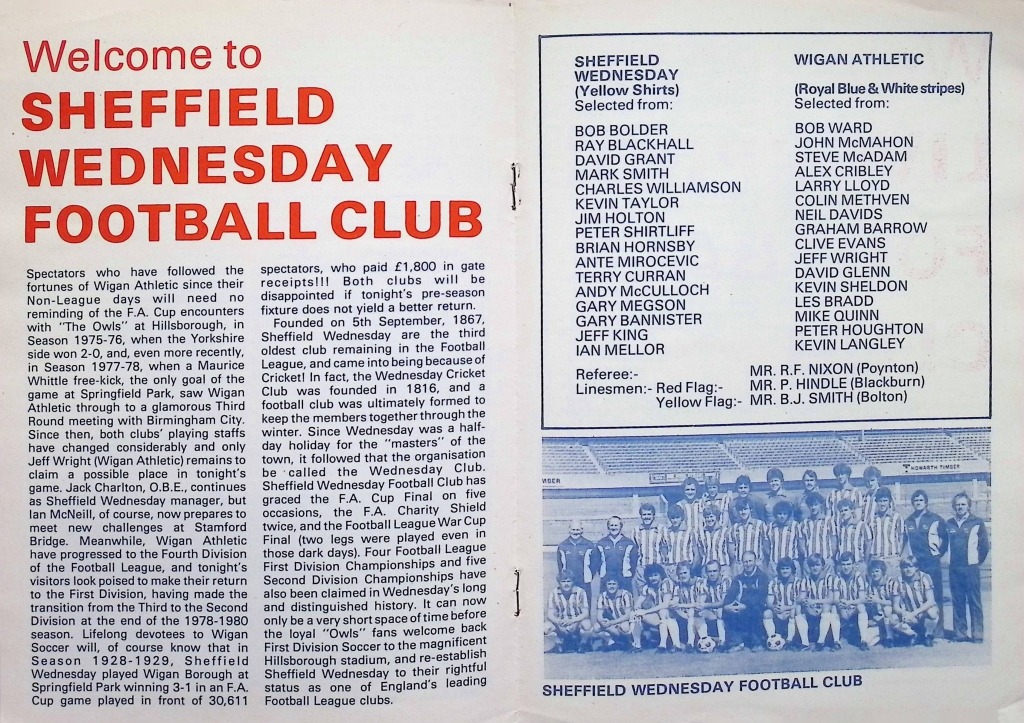 Welcome to
SHEFFIELD
WEDNESDAY
FOOTBALL CLUB
Spectators who have followed the
fortunes of Wigan Athletic since their
Non-League days will need no
reminding of the F.A. Cup encounters
with "The Owls" at Hillsborough, in
Season 1975-76, when the Yorkshire
side won 2-0, and, even more recently,
in Season 1977-78, when a Maurice
Whittle free-kick, the only goal of the
game at Springfield Park, saw Wigan
Athletic through to a glamorous Third
Round meeting with Birmingham City.
Since then, both clubs' playing staffs
have changed considerably and only
Jeff Wright (Wigan Athletic) remains to
claim a possible place in tonight's
game. Jack Charlton, O.B.E., continues
as Sheffield Wednesday manager, but
Ian McNeill, of course, now prepares to
meet new challenges at Stamford
Bridge. Meanwhile, Wigan Athletic
have progressed to the Fourth Division
of the Football League, and tonight's
visitors look poised to make their return
to the First Division, having made the
transition from the Third to the Second
Division at the end of the 1978-1980
season. Lifelong devotees to Wigan
Soccer will, of course know that in
Season 1928-1929, Sheffield
Wednesday played Wigan Borough at
Springfield Park winning 3-1 in an F.A.
Cup game played in front of 30,611
spectators, who paid £1,800 in gate
receipts!!! Both clubs will be
disappointed if tonight's pre-season
fixture does not yield a better return.
Founded on 5th September, 1867,
Sheffield Wednesday are the third
oldest club remaining in the Football
League, and came into being because of
Cricket! In fact, the Wednesday Cricket
Club was founded in 1816, and a
football club was ultimately formed to
keep the members together through the
winter. Since Wednesday was a half-
day holiday for the "masters" of the
town, it followed that the organisation
be called the Wednesday Club.
Sheffield Wednesday Football Club has
graced the F.A. Cup Final on five
occasions, the F.A. Charity Shield
twice, and the Football League War Cup
Final (two legs were played even in
those dark days). Four Football League
First Division Championships and five
Second Division Championships have
also been claimed in Wednesday's long
and distinguished history. It can now
only be a very short space of time before
the loyal "Owls" fans welcome back
First Division Soccer to the magnificent
Hillsborough stadium, and re-establish
Sheffield Wednesday to their rightful
status as one of England's leading
Football League clubs.
SHEFFIELD
WEDNESDAY
(Yellow Shirts)
Selected from:
BOB BOLDER
RAY BLACKHALL
DAVID GRANT
MARK SMITH
CHARLES WILLIAMSON
KEVIN TAYLOR
JIM HOLTON
PETER SHIRTLIFF
BRIAN HORNSBY
ANTE MIROCEVIC
TERRY CURRAN
ANDY McCULLOCH
GARY MEGSON
GARY BANNISTER
JEFF KING
IAN MELLOR
WIGAN ATHLETIC
(Royal Blue & White stripes)
Selected from:
BOB WARD
JOHN McMAHON
STEVE McADAM
ALEX CRIBLEY
LARRY LLOYD
COLIN METHVEN
NEIL DAVIDS
GRAHAM BARROW
CLIVE EVANS
JEFF WRIGHT
DAVID GLENN
KEVIN SHELDON
LES BRADD
MIKE QUINN
PETER HOUGHTON
KEVIN LANGLEY
Referee:- MR. R.F. NIXON (Poynton)
Linesmen:- Red Flag:- MR. P. HINDLE (Blackburn)
Yellow Flag:- MR. B.J. SMITH (Bolton)
MBER
HOWARTH TIMBER
SHEFFIELD WEDNESDAY FOOTBALL CLUB